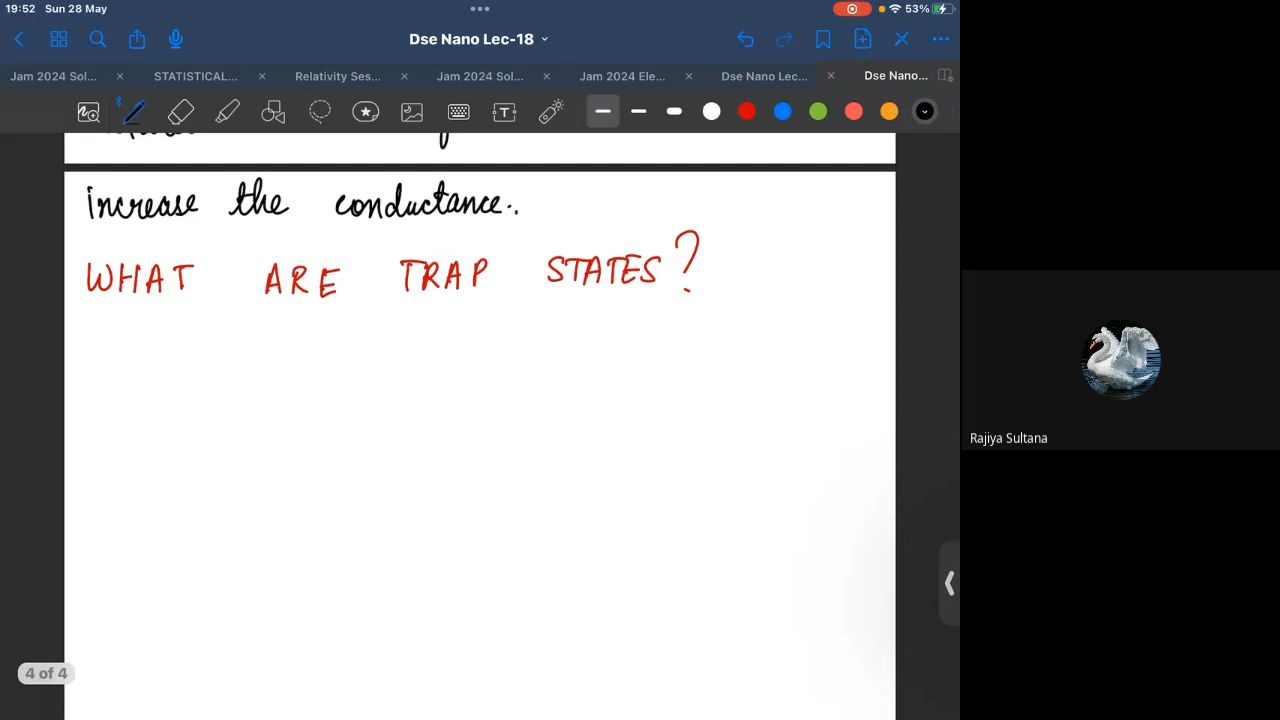 19:52 Sun 28 May
53%
Dse Nano Lec-18
Jam 2024 Sol...
STATISTICAL...
Relativity Ses...
Jam 2024 Sol...
Jam 2024 Ele...
Dse Nano Lec...
Dse Nano...
increase the conductance..
WHAT ARE TRAP STATES?
Rajiya Sultana
4 of 4